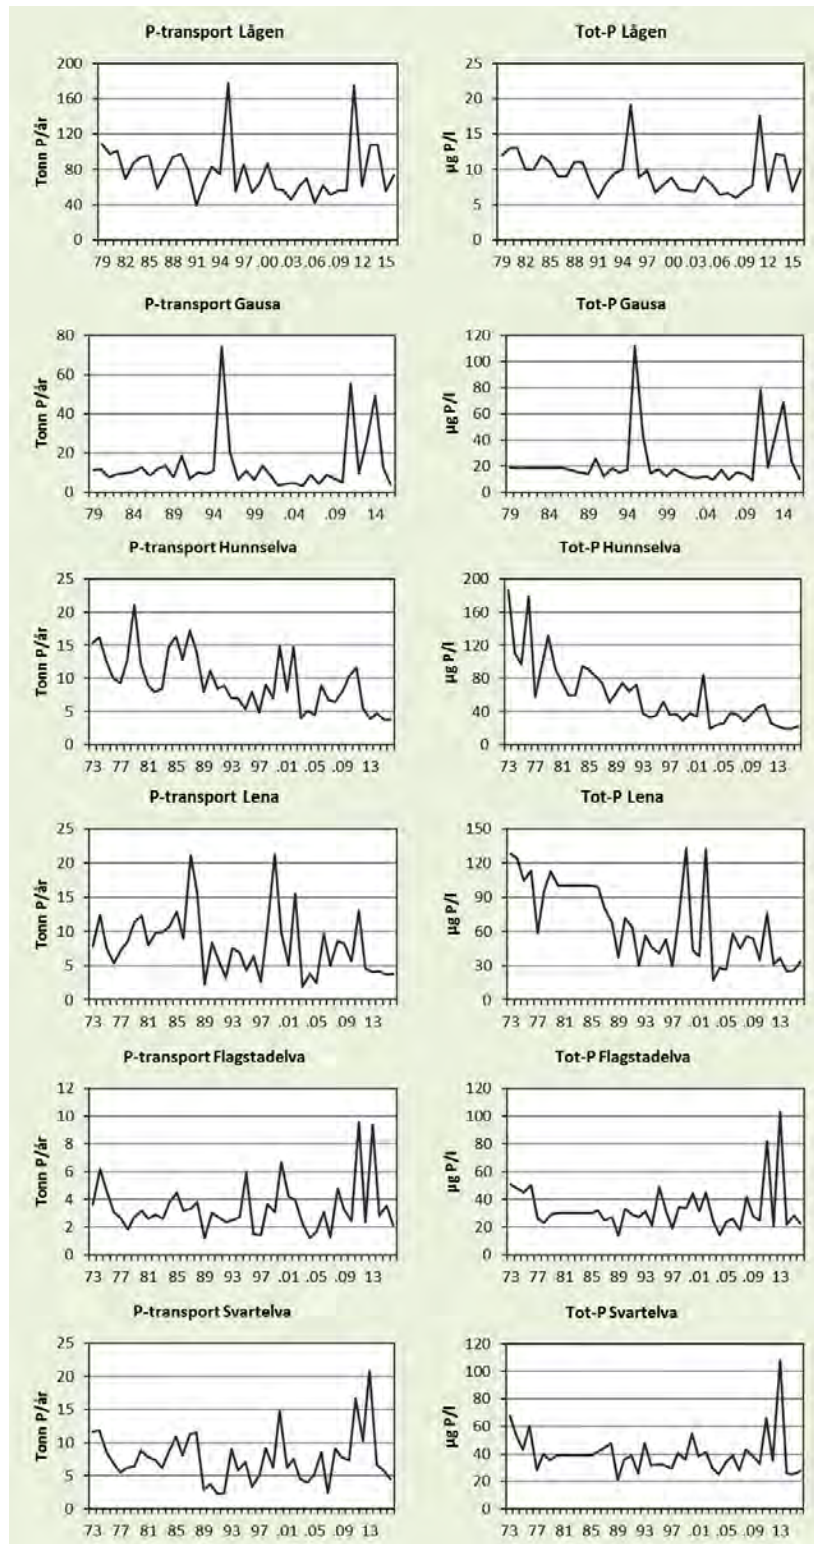 P-transport Lågen
Tonn P/år
200
160
120
80
40
0
79 82 85 88 91 94 97 .00 .03 .06 .09 12 15
Tot-P Lågen
µg P/l
25
20
15
10
5
0
79 82 85 88 91 94 97 00 .03 .06 .09 12 15
P-transport Gausa
Tonn P/år
80
60
40
20
0
79 84 89 94 99 .04 .09 14
Tot-P Gausa
µg P/l
120
100
80
60
40
20
0
79 84 89 94 99 .04 .09 14
P-transport Hunnselva
Tonn P/år
25
20
15
10
5
0
73 77 81 85 89 93 97 .01 .05 .09 13
Tot-P Hunnselva
µg P/l
200
160
120
80
40
0
73 77 81 85 89 93 97 .01 .05 .09 13
P-transport Lena
Tonn P/år
25
20
15
10
5
0
73 77 81 85 89 93 97 .01 .05 .09 13
Tot-P Lena
µg P/l
150
120
90
60
30
0
73 77 81 85 89 93 97 .01 .05 .09 13
P-transport Flagstadelva
Tonn P/år
12
10
8
6
4
2
0
73 77 81 85 89 93 97 .01 .05 .09 13
Tot-P Flagstadelva
µg P/l
120
100
80
60
40
20
0
73 77 81 85 89 93 97 .01 .05 .09 13
P-transport Svartelva
Tonn P/år
25
20
15
10
5
0
73 77 81 85 89 93 97 .01 .05 .09 13
Tot-P Svartelva
µg P/l
120
100
80
60
40
20
0
73 77 81 85 89 93 97 .01 .05 .09 13